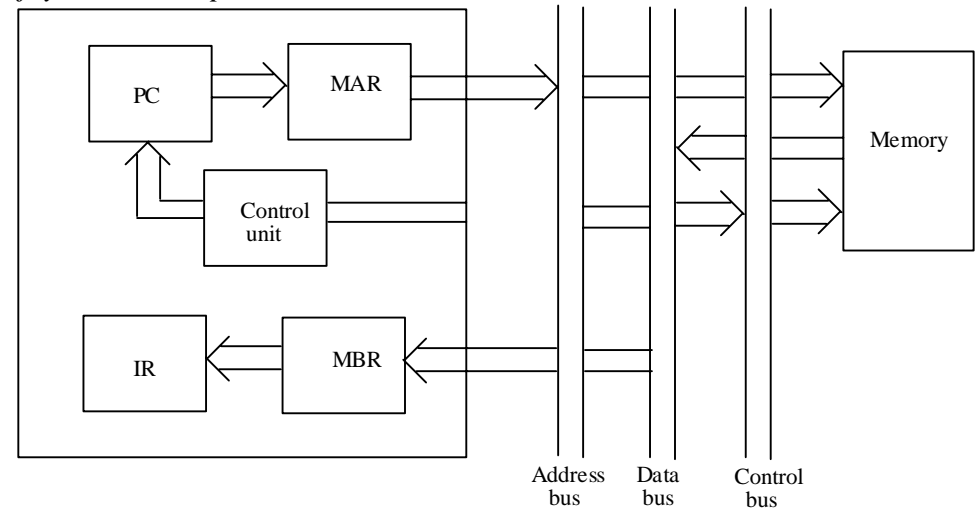 PC
MAR
Memory
Control
unit
IR
MBR
Address
bus
Data
bus
Control
bus